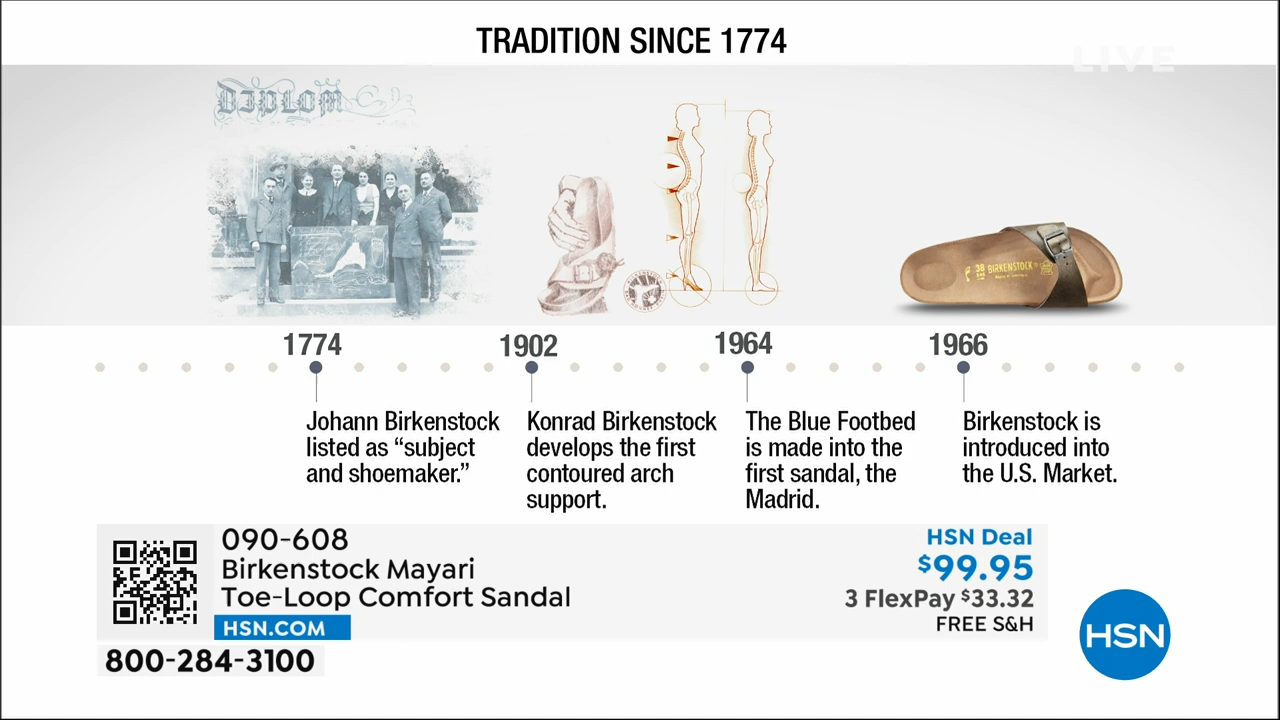 TRADITION SINCE 1774
LIVE
Diplom
1774
Johann Birkenstock
listed as “subject
and shoemaker.”
1902
Konrad Birkenstock
develops the first
contoured arch
support.
1964
The Blue Footbed
is made into the
first sandal, the
Madrid.
38
BIRKENSTOCK
1966
Birkenstock is
introduced into
the U.S. Market.
090-608
Birkenstock Mayari
Toe-Loop Comfort Sandal
HSN.COM
800-284-3100
HSN Deal
$99.95
3 FlexPay $33.32
FREE S&H
HSN